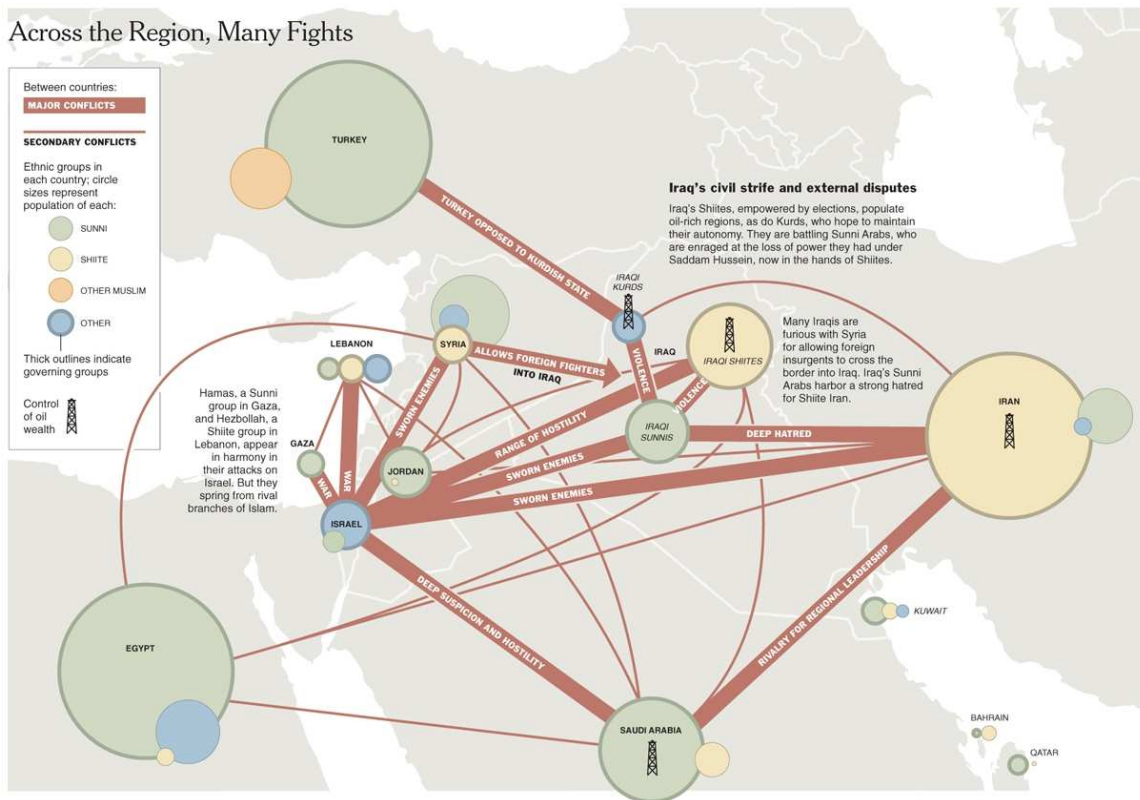 Across the Region, Many Fights
Between countries:
MAJOR CONFLICTS
SECONDARY CONFLICTS
Ethnic groups in
each country; circle
sizes represent
population of each:
SUNNI
SHIITE
OTHER MUSLIM
OTHER
Thick outlines indicate
governing groups
Control
of oil
wealth
TURKEY
TURKEY OPPOSED TO KURDISH STATE
Iraq's civil strife and external disputes
Iraq's Shiites, empowered by elections, populate
oil-rich regions, as do Kurds, who hope to maintain
their autonomy. They are battling Sunni Arabs, who
are enraged at the loss of power they had under
Saddam Hussein, now in the hands of Shiites.
IRAQI
KURDS
SYRIA
ALLOWS FOREIGN FIGHTERS
INTO IRAQ
LEBANON
IRAQ
IRAQI SHIITES
VIOLENCE
VIOLENCE
Many Iraqis are
furious with Syria
for allowing foreign
insurgents to cross the
border into Iraq. Iraq's Sunni
Arabs harbor a strong hatred
for Shiite Iran.
Hamas, a Sunni
group in Gaza,
and Hezbollah, a
Shiite group in
Lebanon, appear
in harmony in
their attacks on
Israel. But they
spring from rival
branches of Islam.
IRAN
SWORN ENEMIES
RANGE OF HOSTILITY
IRAQI
SUNNIS
DEEP HATRED
GAZA
JORDAN
WAR
WAR
SWORN ENEMIES
SWORN ENEMIES
ISRAEL
DEEP SUSPICION AND HOSTILITY
RIVALRY FOR REGIONAL LEADERSHIP
KUWAIT
EGYPT
SAUDI ARABIA
BAHRAIN
QATAR